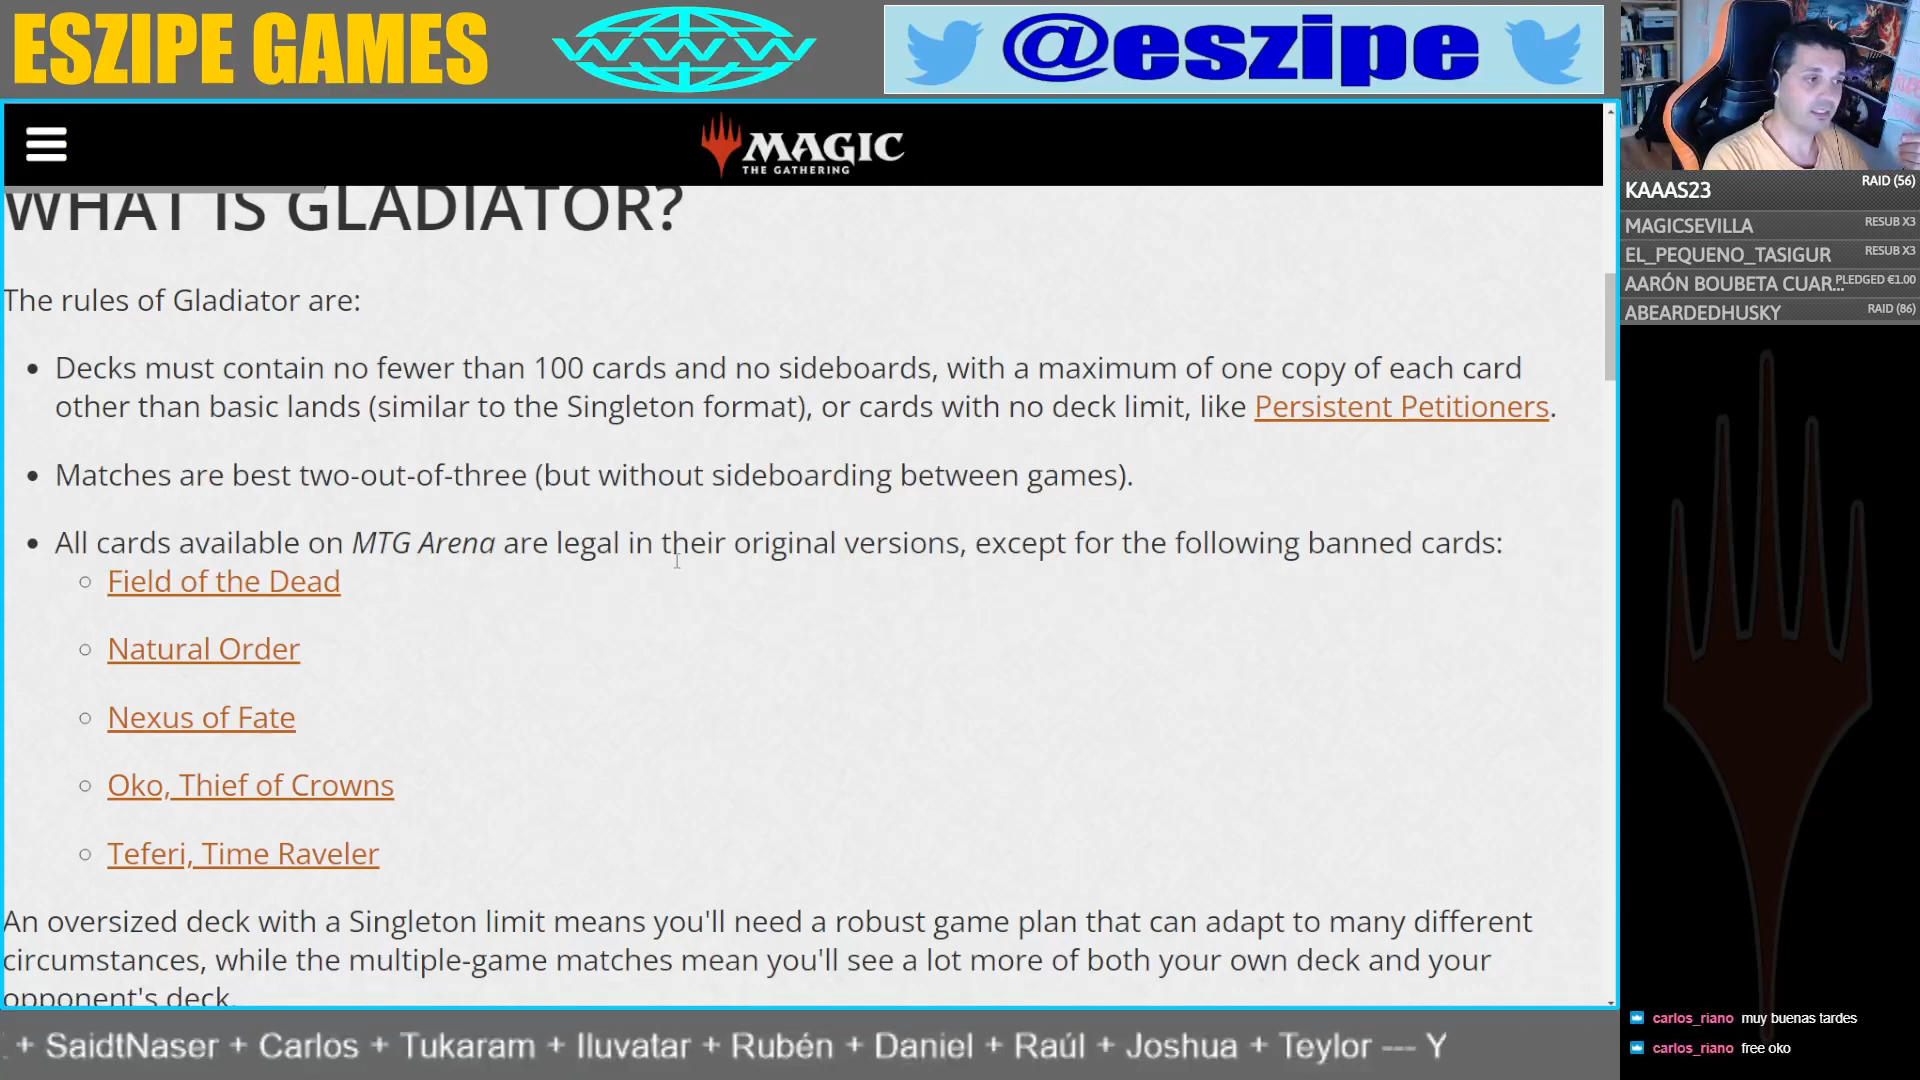 ESZIPE GAMES
WWW
@eszipe
MAGIC
THE GATHERING
WHAT IS GLADIATOR?
The rules of Gladiator are:
• Decks must contain no fewer than 100 cards and no sideboards, with a maximum of one copy of each card
other than basic lands (similar to the Singleton format), or cards with no deck limit, like Persistent Petitioners.
• Matches are best two-out-of-three (but without sideboarding between games).
• All cards available on MTG Arena are legal in their original versions, except for the following banned cards:
○ Field of the Dead
○ Natural Order
○ Nexus of Fate
○ Oko, Thief of Crowns
○ Teferi, Time Raveler
An oversized deck with a Singleton limit means you'll need a robust game plan that can adapt to many different
circumstances, while the multiple-game matches mean you'll see a lot more of both your own deck and your
opponent's deck.
KAAAS23 RAID (56)
MAGICSEVILLA RESUB X3
EL_PEQUENO_TASIGUR RESUB X3
AARÓN BOUBETA CUAR... PLEDGED €1.00
ABEARDEDHUSKY RAID (86)
carlos_riano muy buenas tardes
carlos_riano free oko
+ SaidtNaser + Carlos + Tukaram + Iluvatar + Rubén + Daniel + Raúl + Joshua + Teylor --- Y